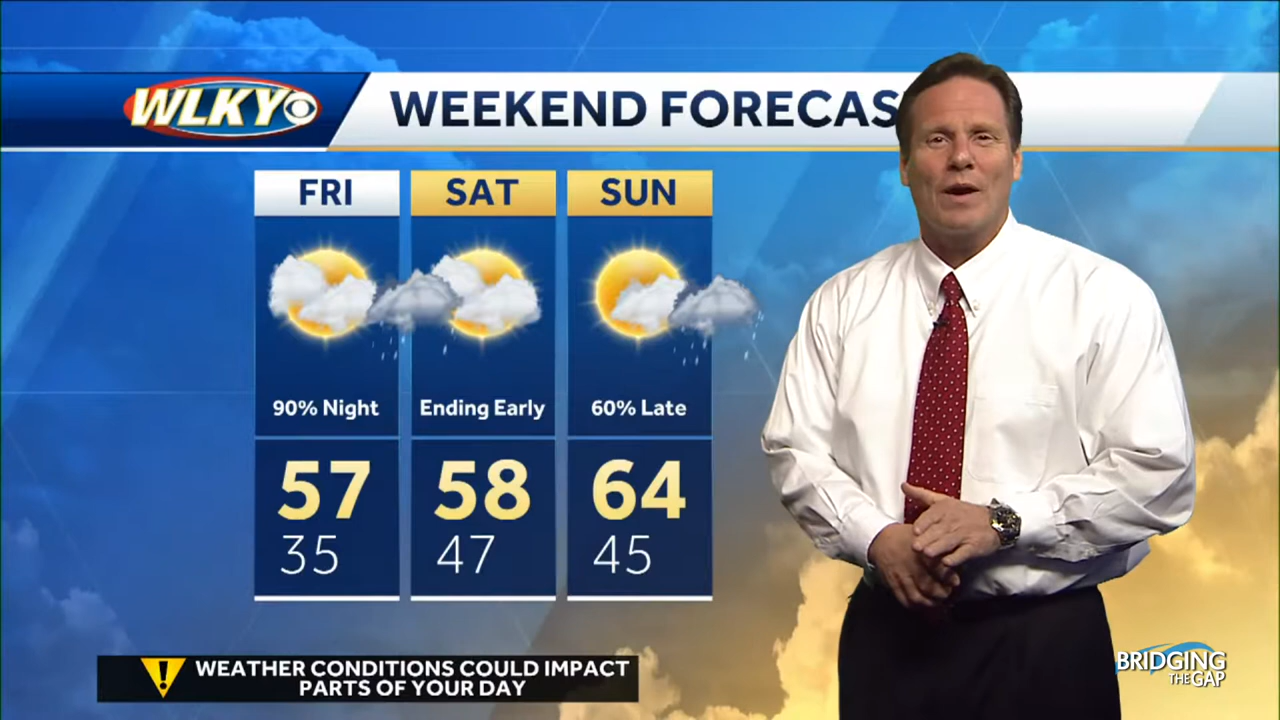 WLKY
WEEKEND FORECAS
FRI
SAT
SUN
90% Night
Ending Early
60% Late
57
58
64
35
47
45
WEATHER CONDITIONS COULD IMPACT
PARTS OF YOUR DAY
BRIDGING
THE GAP